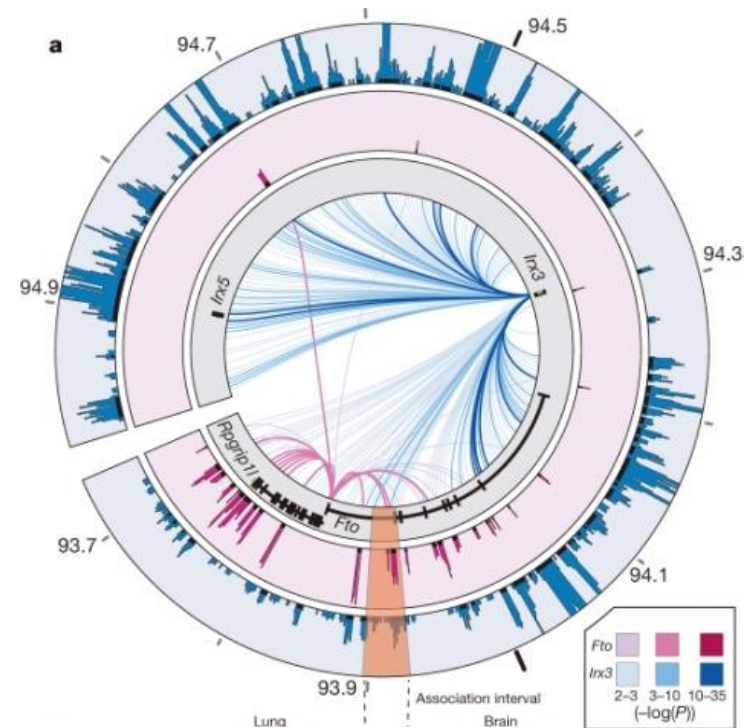 a
94.5
94.7
94.3
94.9
Irx3
Irx5
Rpgrip1l
Fto
93.7
94.1
93.9
Association interval
Lung
Brain
Fto
Irx3
2–3 3–10 10–35
(–log(P))